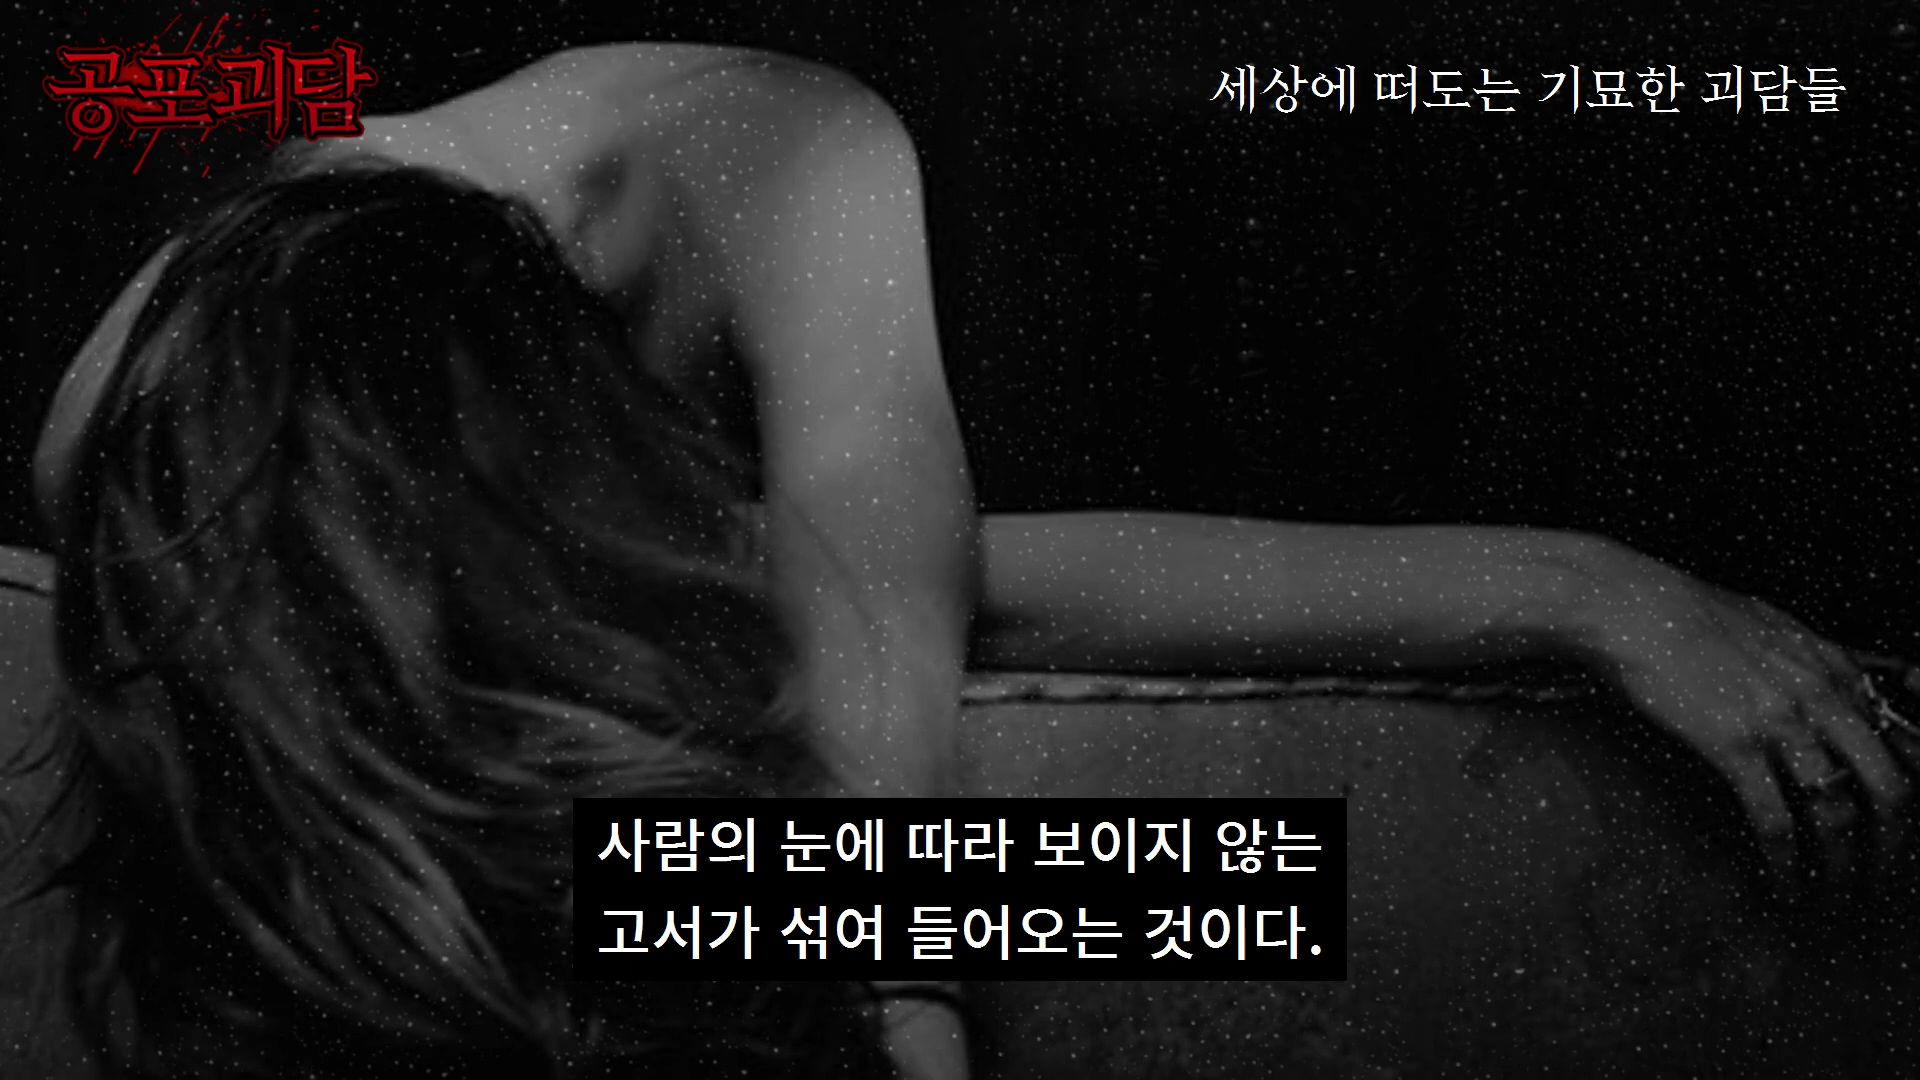 공포괴담
세상에 떠도는 기묘한 괴담들
사람의 눈에 따라 보이지 않는
고서가 섞여 들어오는 것이다.